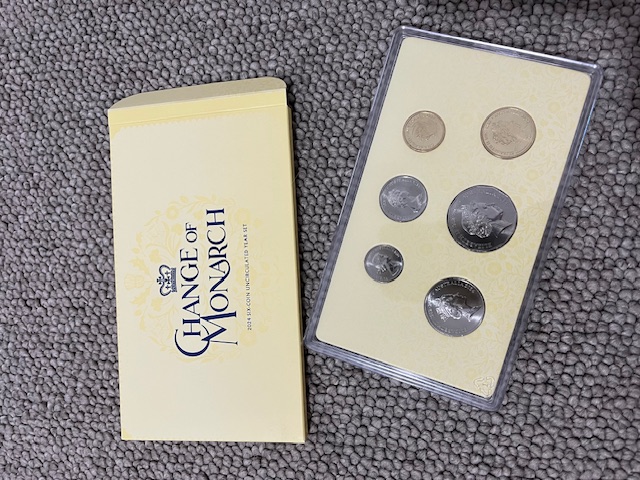 CHANGE OF
MONARCH
2024 SIX-COIN UNCIRCULATED YEAR SET